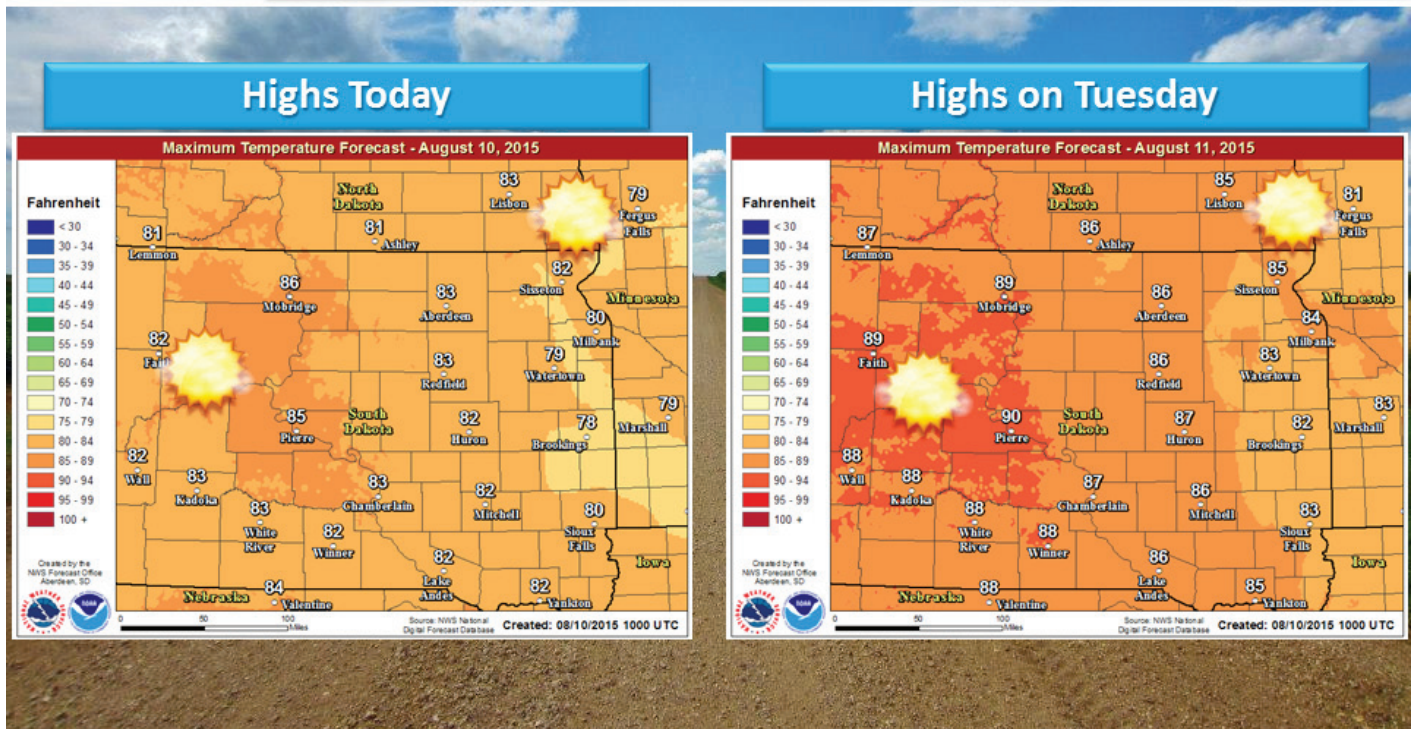 Highs Today
Maximum Temperature Forecast - August 10, 2015
Fahrenheit
< 30
30 - 34
35 - 39
40 - 44
45 - 49
50 - 54
55 - 59
60 - 64
65 - 69
70 - 74
75 - 79
80 - 84
85 - 89
90 - 94
95 - 99
100 +
Created by the
NWS Forecast Office
Aberdeen, SD
North
Dakota
83
Lisbon
79
Fergus
Falls
81
Lemmon
81
Ashley
82
Sisseton
86
Mobridge
83
Aberdeen
Minnesota
80
Milbank
82
Faith
83
Redfield
79
Watertown
85
Pierre
South
Dakota
82
Huron
78
Brookings
79
Marshall
82
Wall
83
Kadoka
83
Chamberlain
82
Mitchell
83
White
River
82
Winner
80
Sioux
Falls
82
Lake
Andes
82
Yankton
Iowa
Nebraska
84
Valentine
0 50 100
Miles
Source: NWS National
Digital Forecast Database
Created: 08/10/2015 1000 UTC
Highs on Tuesday
Maximum Temperature Forecast - August 11, 2015
Fahrenheit
< 30
30 - 34
35 - 39
40 - 44
45 - 49
50 - 54
55 - 59
60 - 64
65 - 69
70 - 74
75 - 79
80 - 84
85 - 89
90 - 94
95 - 99
100 +
Created by the
NWS Forecast Office
Aberdeen, SD
North
Dakota
85
Lisbon
81
Fergus
Falls
87
Lemmon
86
Ashley
85
Sisseton
89
Mobridge
86
Aberdeen
Minnesota
84
Milbank
89
Faith
86
Redfield
83
Watertown
90
Pierre
South
Dakota
87
Huron
82
Brookings
83
Marshall
88
Wall
88
Kadoka
87
Chamberlain
86
Mitchell
88
White
River
88
Winner
83
Sioux
Falls
86
Lake
Andes
85
Yankton
Iowa
Nebraska
88
Valentine
0 50 100
Miles
Source: NWS National
Digital Forecast Database
Created: 08/10/2015 1000 UTC